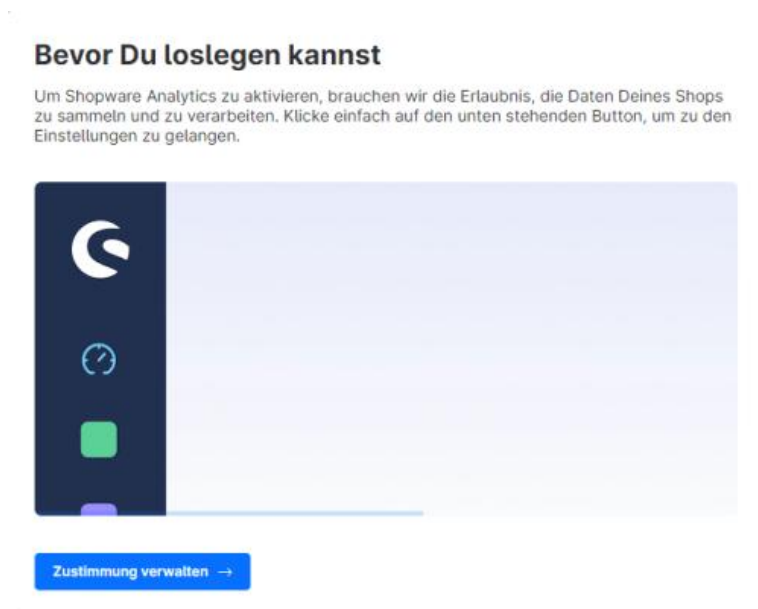 Bevor Du loslegen kannst
Um Shopware Analytics zu aktivieren, brauchen wir die Erlaubnis, die Daten Deines Shops
zu sammeln und zu verarbeiten. Klicke einfach auf den unten stehenden Button, um zu den
Einstellungen zu gelangen.
Zustimmung verwalten →